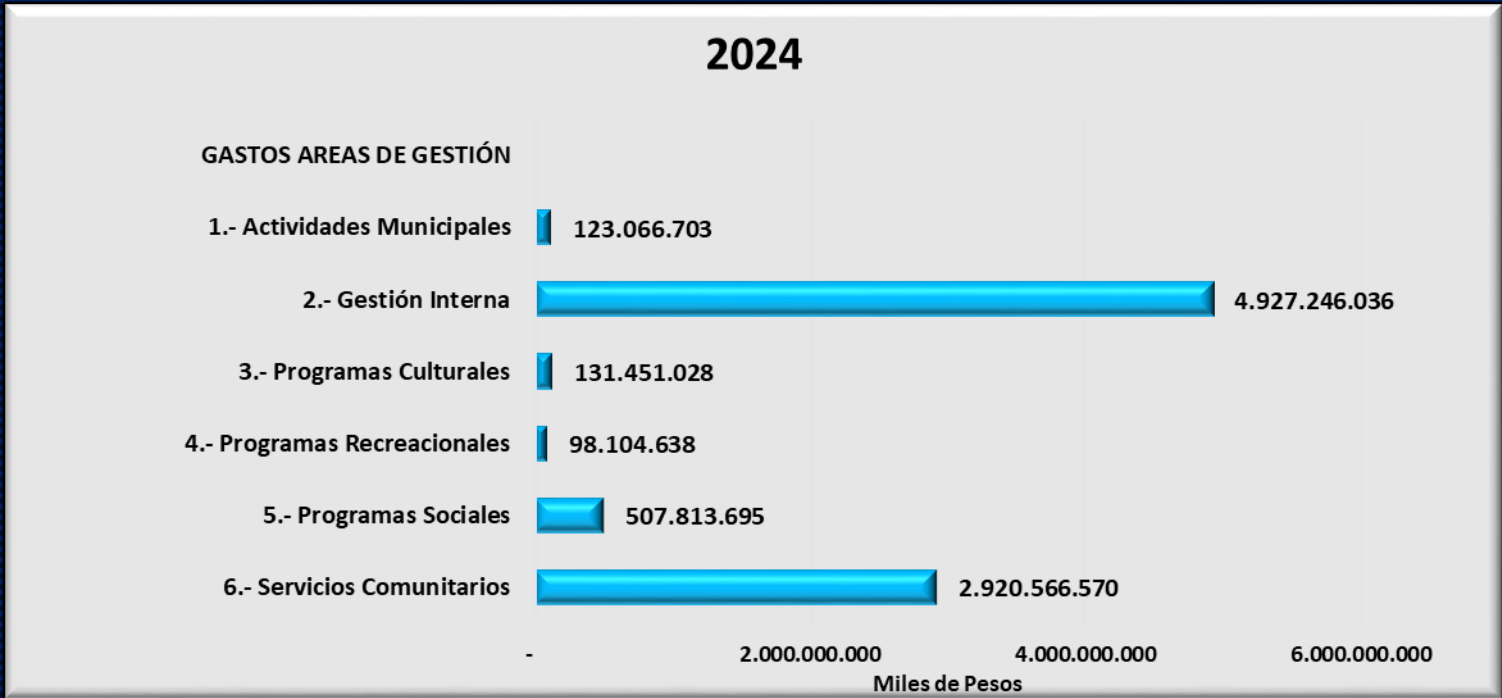 2024
GASTOS AREAS DE GESTIÓN
1.- Actividades Municipales 123.066.703
2.- Gestión Interna 4.927.246.036
3.- Programas Culturales 131.451.028
4.- Programas Recreacionales 98.104.638
5.- Programas Sociales 507.813.695
6.- Servicios Comunitarios 2.920.566.570
- 2.000.000.000 4.000.000.000 6.000.000.000
Miles de Pesos